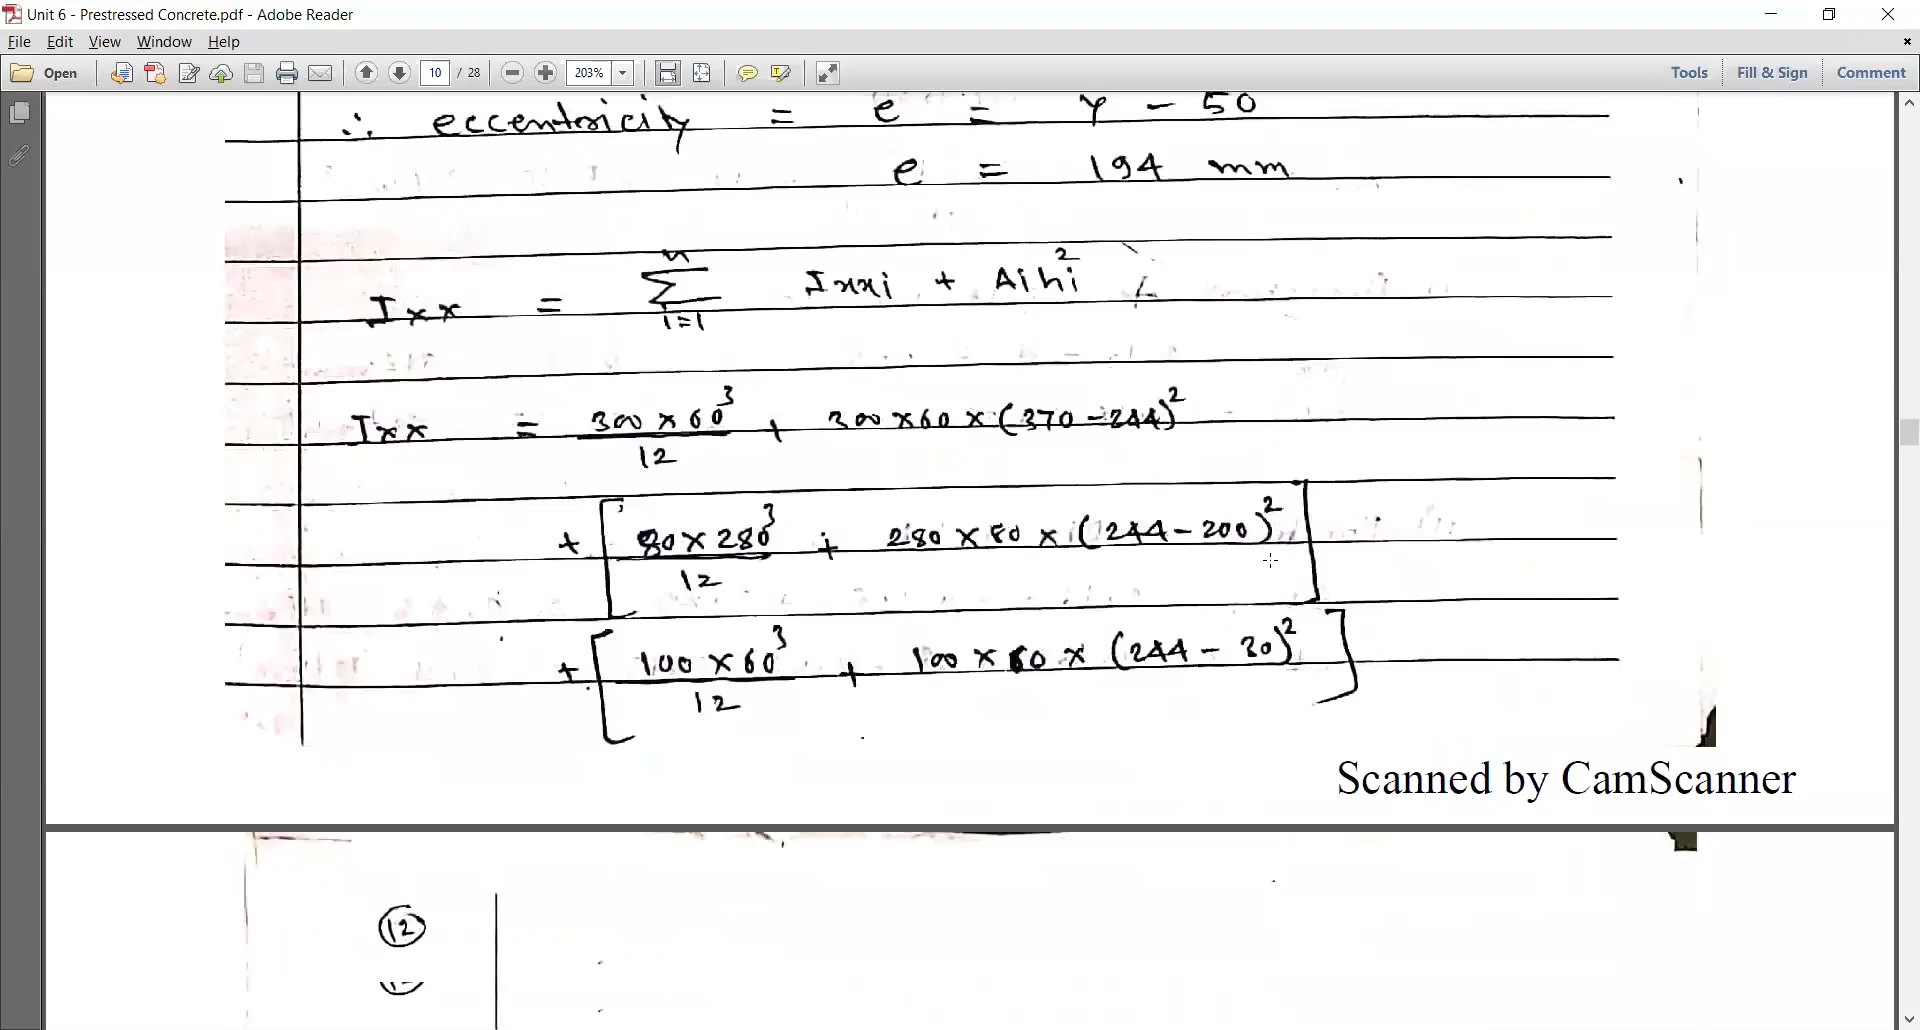 Unit 6 - Prestressed Concrete.pdf - Adobe Reader
File Edit View Window Help
Open 10 / 28 203% Tools Fill & Sign Comment
∴ eccentricity = e = Y - 50
e = 194 mm
Ixx = n∑i=1 Ixxi + Aihi²
Ixx = 300 x 60³/12 + 300 x 60 x (370 - 244)²
+ [80 x 280³/12 + 280 x 80 x (244 - 200)²]
+ [100 x 60³/12 + 100 x 60 x (244 - 30)²]
Scanned by CamScanner
12